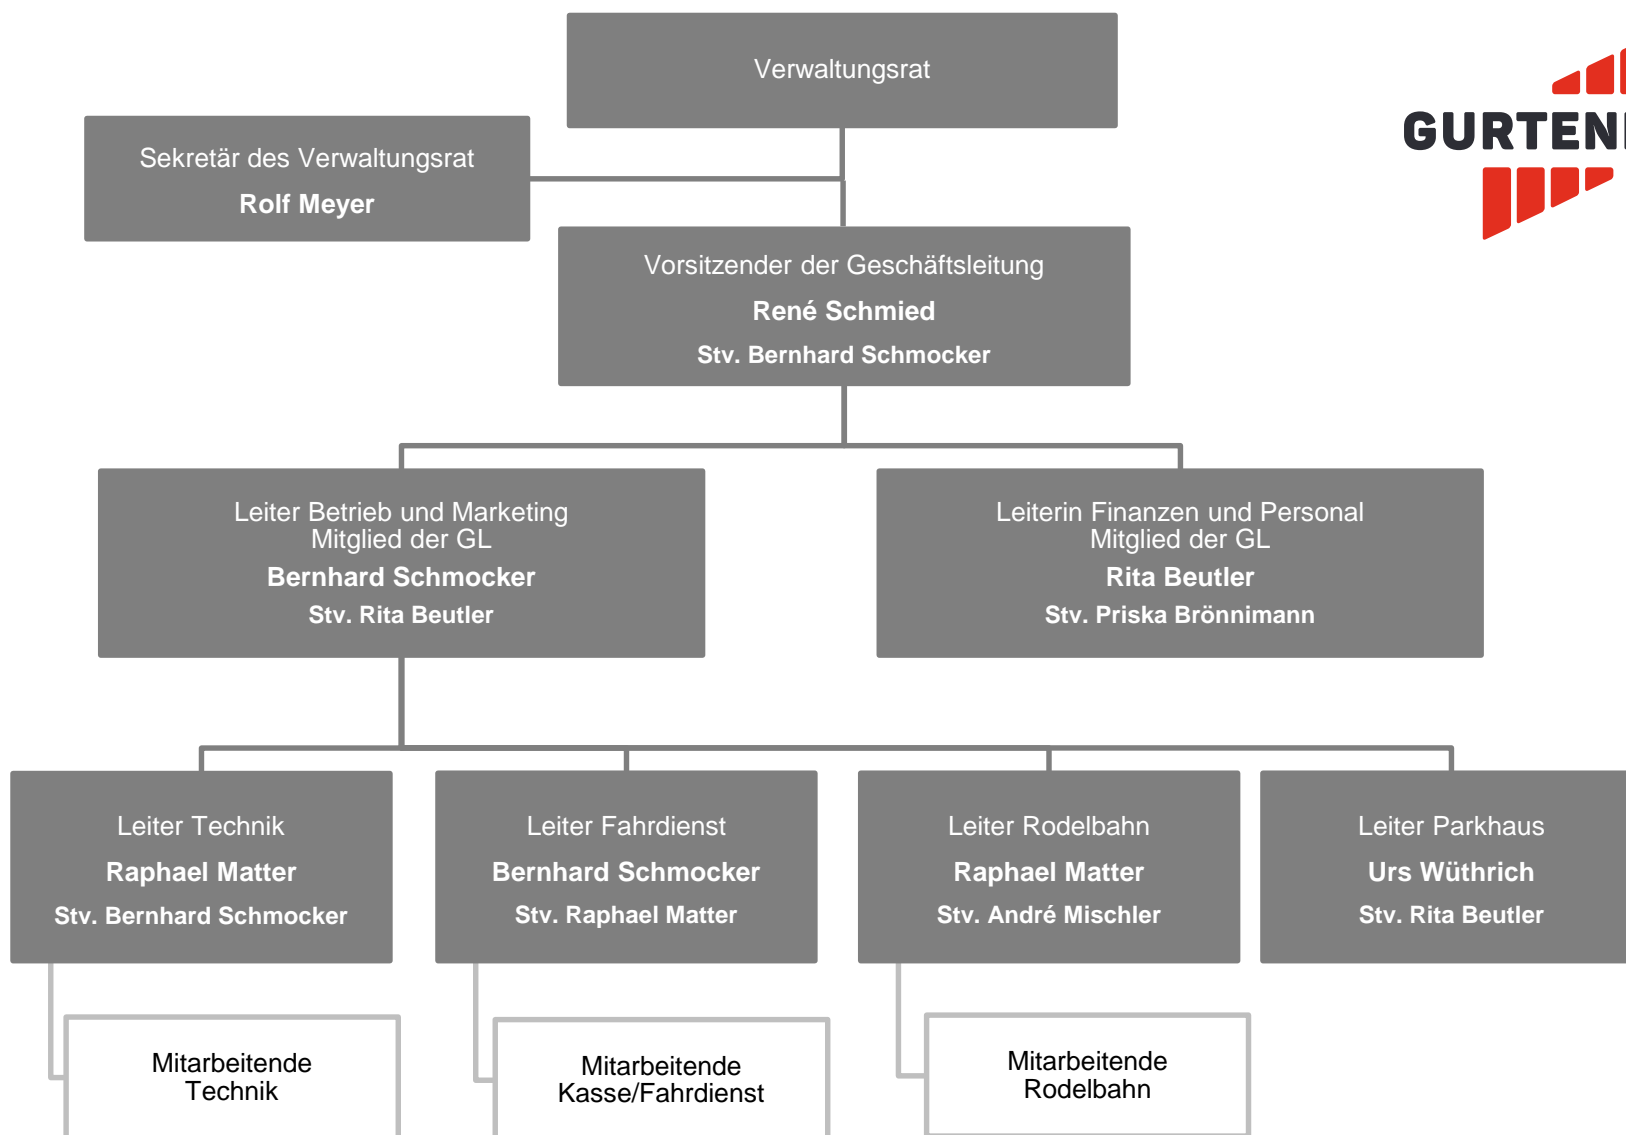 Verwaltungsrat
Sekretär des Verwaltungsrat
Rolf Meyer
Vorsitzender der Geschäftsleitung
René Schmied
Stv. Bernhard Schmocker
Leiter Betrieb und Marketing
Mitglied der GL
Bernhard Schmocker
Stv. Rita Beutler
Leiterin Finanzen und Personal
Mitglied der GL
Rita Beutler
Stv. Priska Brönnimann
Leiter Technik
Raphael Matter
Stv. Bernhard Schmocker
Leiter Fahrdienst
Bernhard Schmocker
Stv. Raphael Matter
Leiter Rodelbahn
Raphael Matter
Stv. André Mischler
Leiter Parkhaus
Urs Wüthrich
Stv. Rita Beutler
Mitarbeitende
Technik
Mitarbeitende
Kasse/Fahrdienst
Mitarbeitende
Rodelbahn